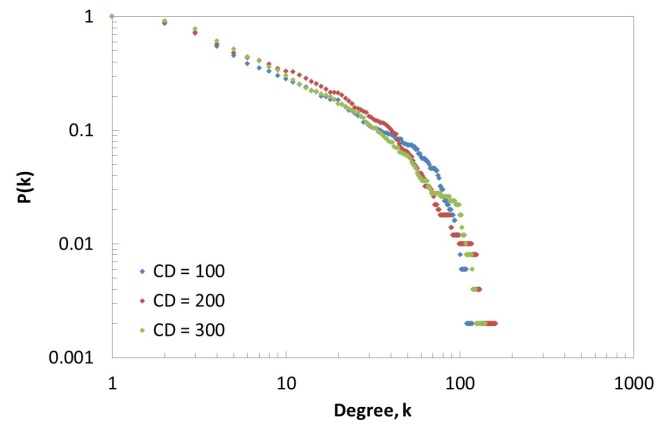 1
0.1
P(k)
0.01
CD = 100
CD = 200
CD = 300
0.001
1 10 100 1000
Degree, k